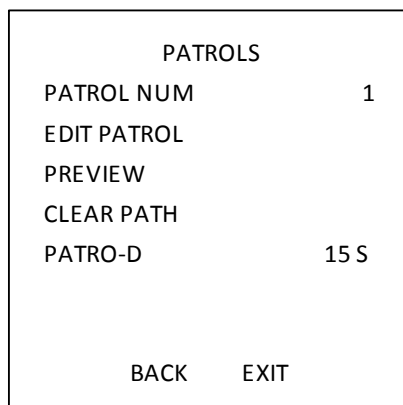 PATROLS
PATROL NUM 1
EDIT PATROL
PREVIEW
CLEAR PATH
PATRO-D 15 S
BACK EXIT